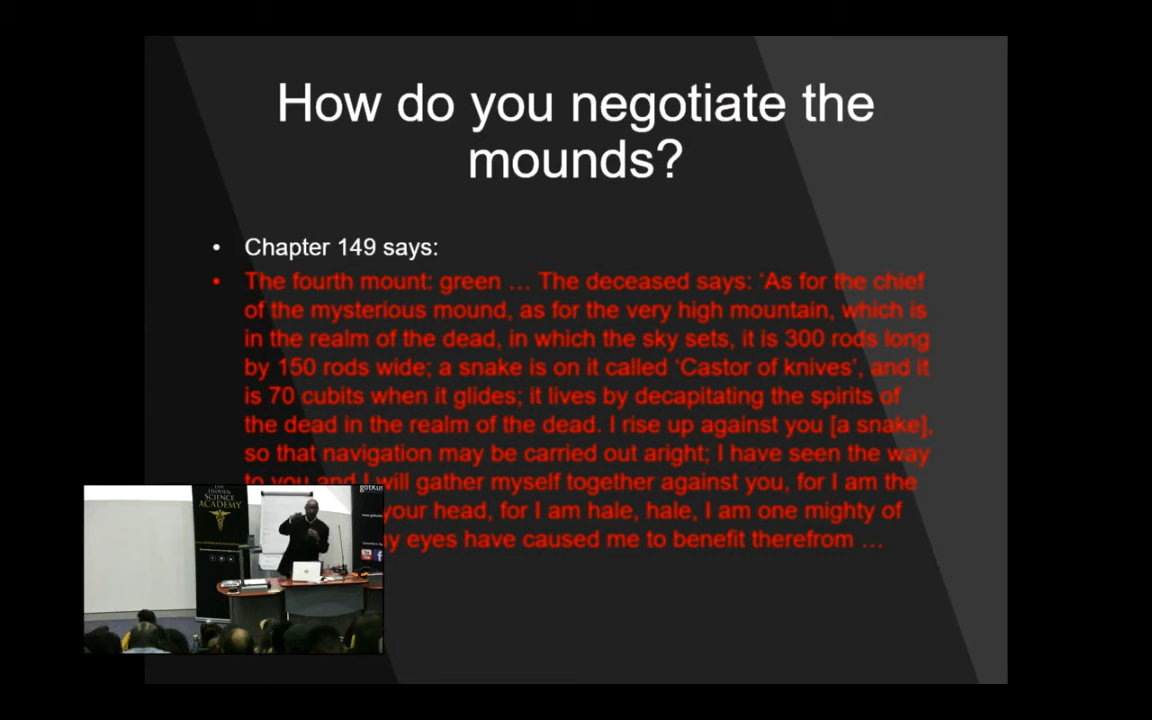 How do you negotiate the
mounds?
• Chapter 149 says:
• The fourth mount: green … The deceased says: ‘As for the chief
of the mysterious mound, as for the very high mountain, which is
in the realm of the dead, in which the sky sets, it is 300 rods long
by 150 rods wide; a snake is on it called ‘Castor of knives’, and it
is 70 cubits when it glides; it lives by decapitating the spirits of
the dead in the realm of the dead. I rise up against you [a snake],
so that navigation may be carried out aright; I have seen the way
to you and I will gather myself together against you, for I am the
your head, for I am hale, hale, I am one mighty of
eyes have caused me to benefit therefrom …
THE HIDDEN
SCIENCE
ACADEMY